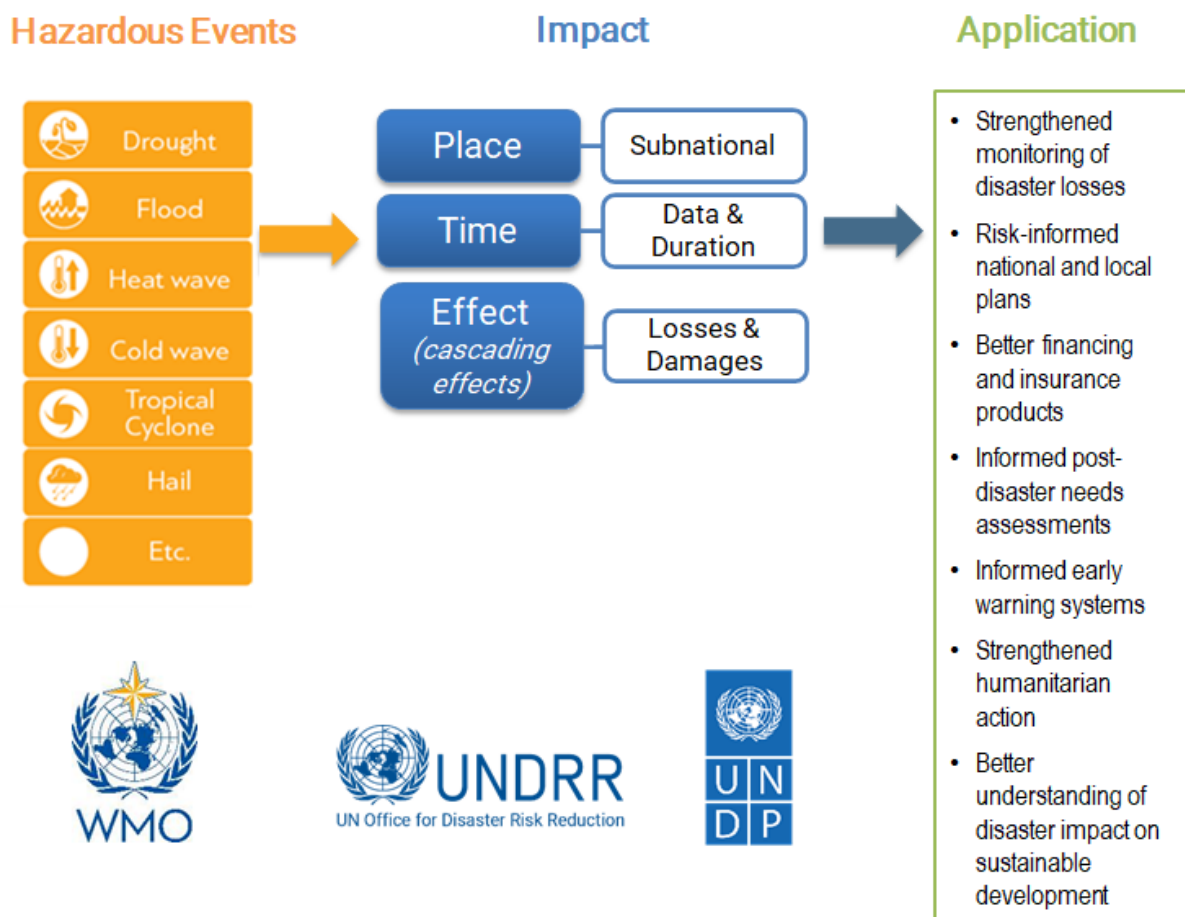 Hazardous Events
Impact
Application
Drought
Flood
Heat wave
Cold wave
Tropical
Cyclone
Hail
Etc.
Place
Subnational
Time
Data &
Duration
Effect
(cascading
effects)
Losses &
Damages
• Strengthened
monitoring of
disaster losses
• Risk-informed
national and local
plans
• Better financing
and insurance
products
• Informed post-
disaster needs
assessments
• Informed early
warning systems
• Strengthened
humanitarian
action
• Better
understanding of
disaster impact on
sustainable
development
WMO
UNDRR
UN Office for Disaster Risk Reduction
U N
D P